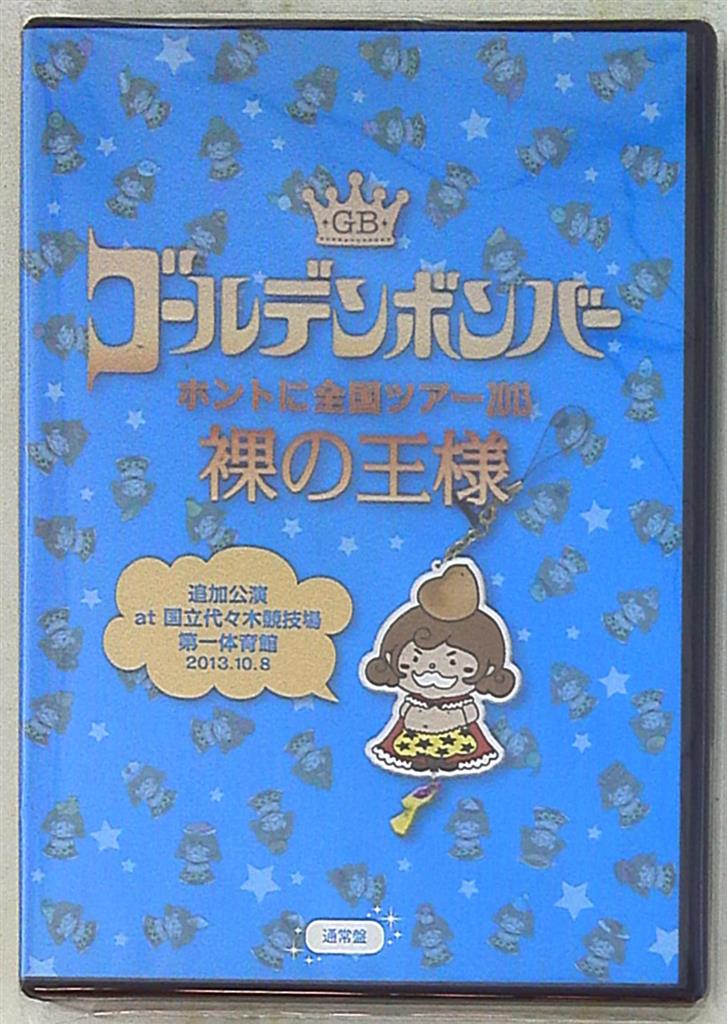 GB
ゴールデンボンバー
ホントに全国ツアー2013
裸の王様
追加公演
at 国立代々木競技場
第一体育館
2013.10.8
通常盤